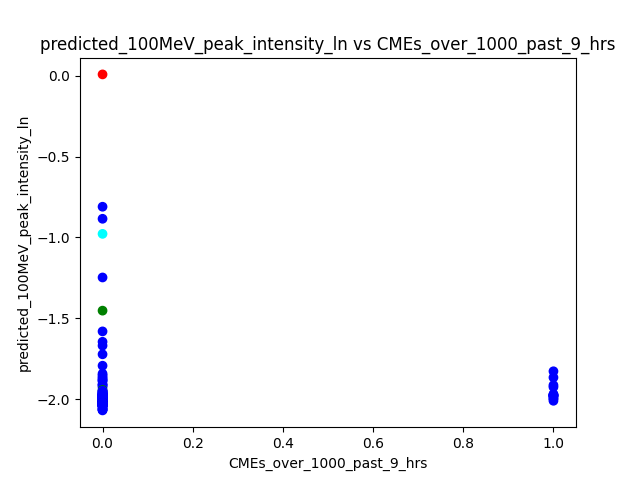 predicted_100MeV_peak_intensity_ln vs CMEs_over_1000_past_9_hrs
predicted_100MeV_peak_intensity_ln
0.0
−0.5
−1.0
−1.5
−2.0
0.0 0.2 0.4 0.6 0.8 1.0
CMEs_over_1000_past_9_hrs